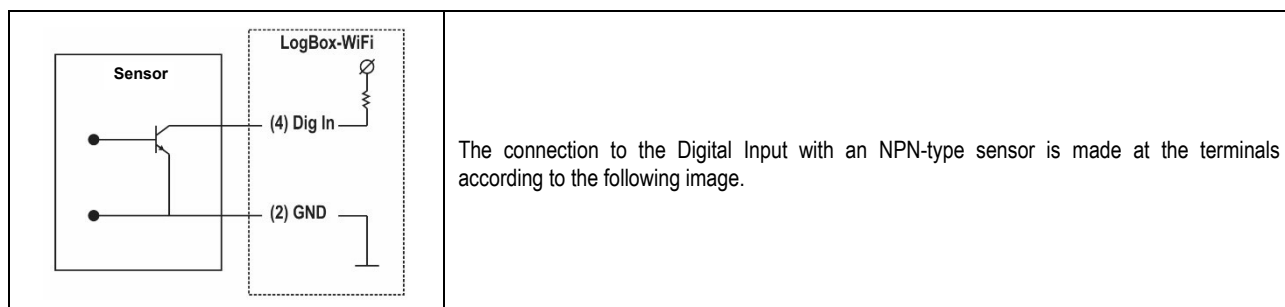 LogBox-WiFi
Sensor
(4) Dig In
(2) GND
The connection to the Digital Input with an NPN-type sensor is made at the terminals
according to the following image.